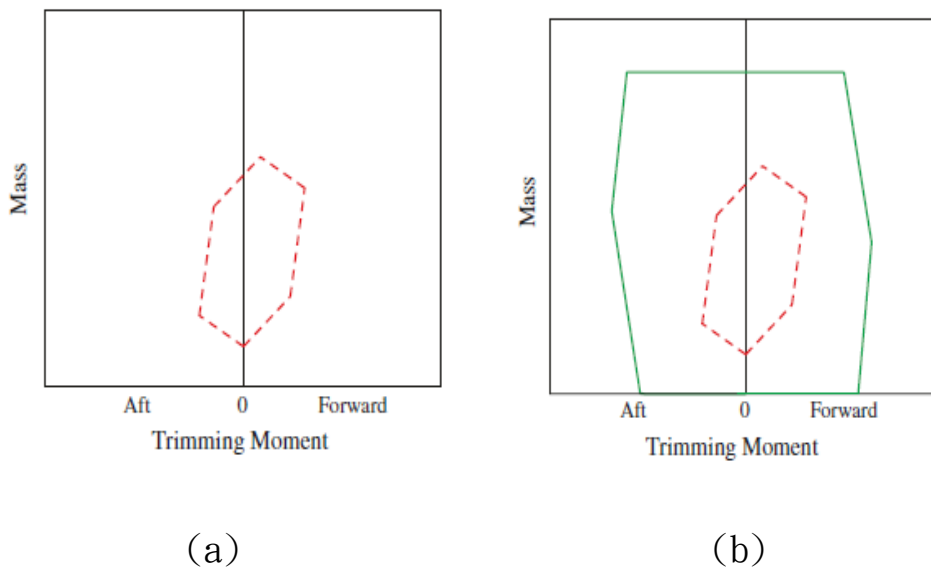 Mass
Aft 0 Forward
Trimming Moment
(a)
Mass
Aft 0 Forward
Trimming Moment
(b)